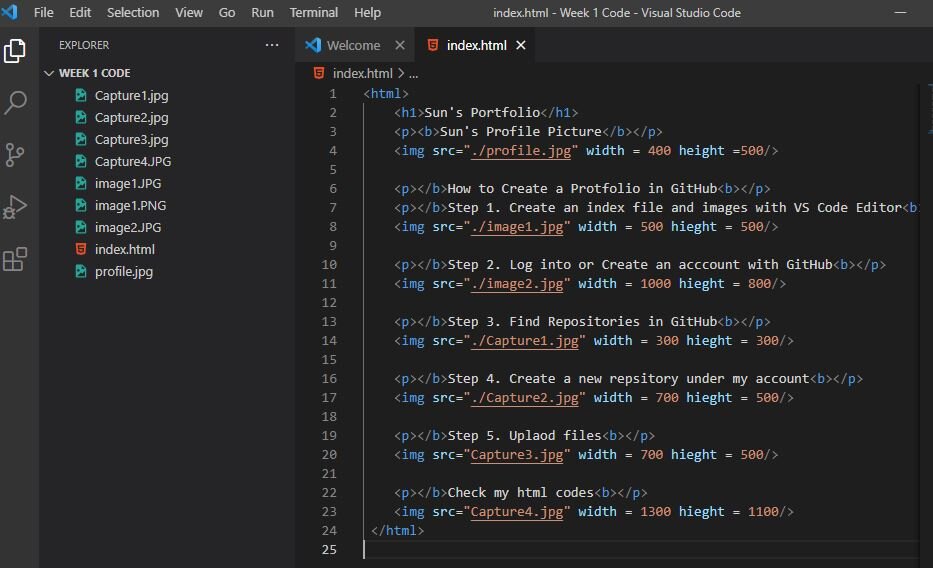 File Edit Selection View Go Run Terminal Help index.html - Week 1 Code - Visual Studio Code
EXPLORER ...
WEEK 1 CODE
Capture1.jpg
Capture2.jpg
Capture3.jpg
Capture4.JPG
image1.JPG
image1.PNG
image2.JPG
index.html
profile.jpg
Welcome index.html
index.html > ...
1 <html>
2 <h1>Sun's Portfolio</h1>
3 <p><b>Sun's Profile Picture</b></p>
4 <img src="./profile.jpg" width = 400 height =500/>
5
6 <p></b>How to Create a Protfolio in GitHub<b></p>
7 <p></b>Step 1. Create an index file and images with VS Code Editor<b
8 <img src="./image1.jpg" width = 500 hieght = 500/>
9
10 <p></b>Step 2. Log into or Create an acccount with GitHub<b></p>
11 <img src="./image2.jpg" width = 1000 hieght = 800/>
12
13 <p></b>Step 3. Find Repositories in GitHub<b></p>
14 <img src="./Capture1.jpg" width = 300 hieght = 300/>
15
16 <p></b>Step 4. Create a new repsitory under my account<b></p>
17 <img src="./Capture2.jpg" width = 700 hieght = 500/>
18
19 <p></b>Step 5. Uplaod files<b></p>
20 <img src="Capture3.jpg" width = 700 hieght = 500/>
21
22 <p></b>Check my html codes<b></p>
23 <img src="Capture4.jpg" width = 1300 hieght = 1100/>
24 </html>
25